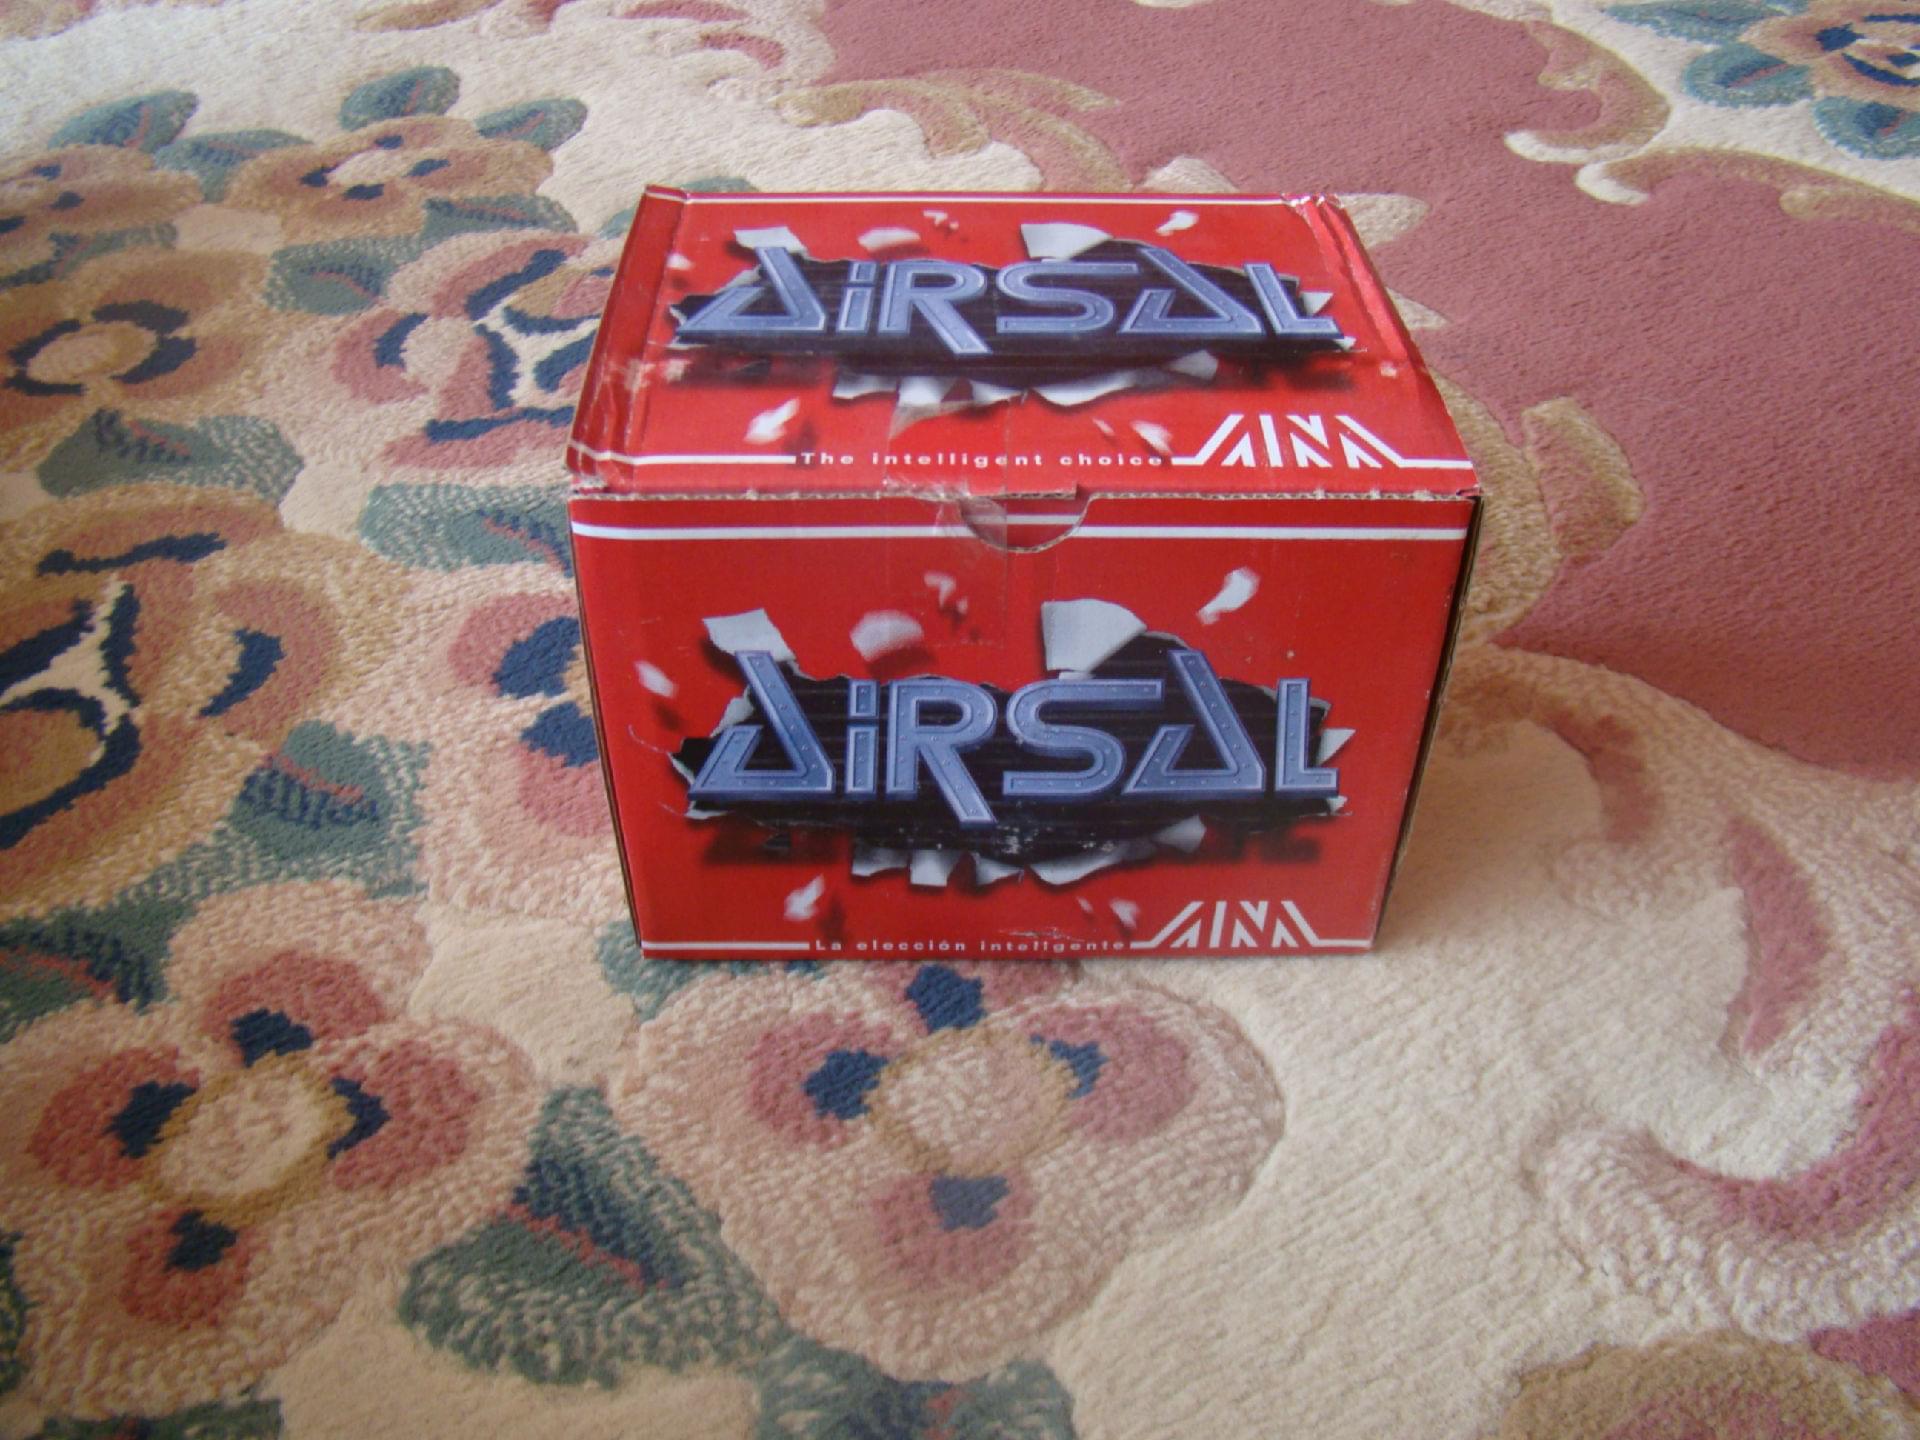 AiRSAL
The intelligent choice
AiRSAL
La elección inteligente